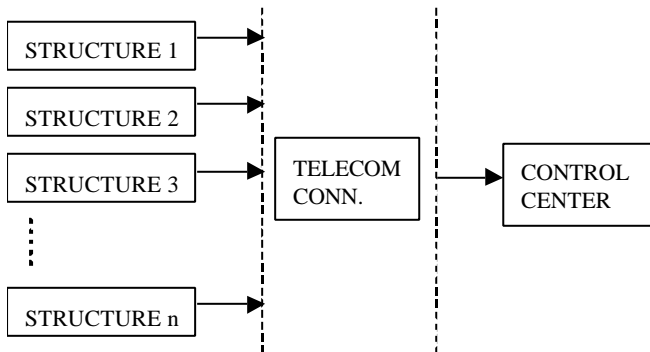 STRUCTURE 1
STRUCTURE 2
STRUCTURE 3
STRUCTURE n
TELECOM
CONN.
CONTROL
CENTER